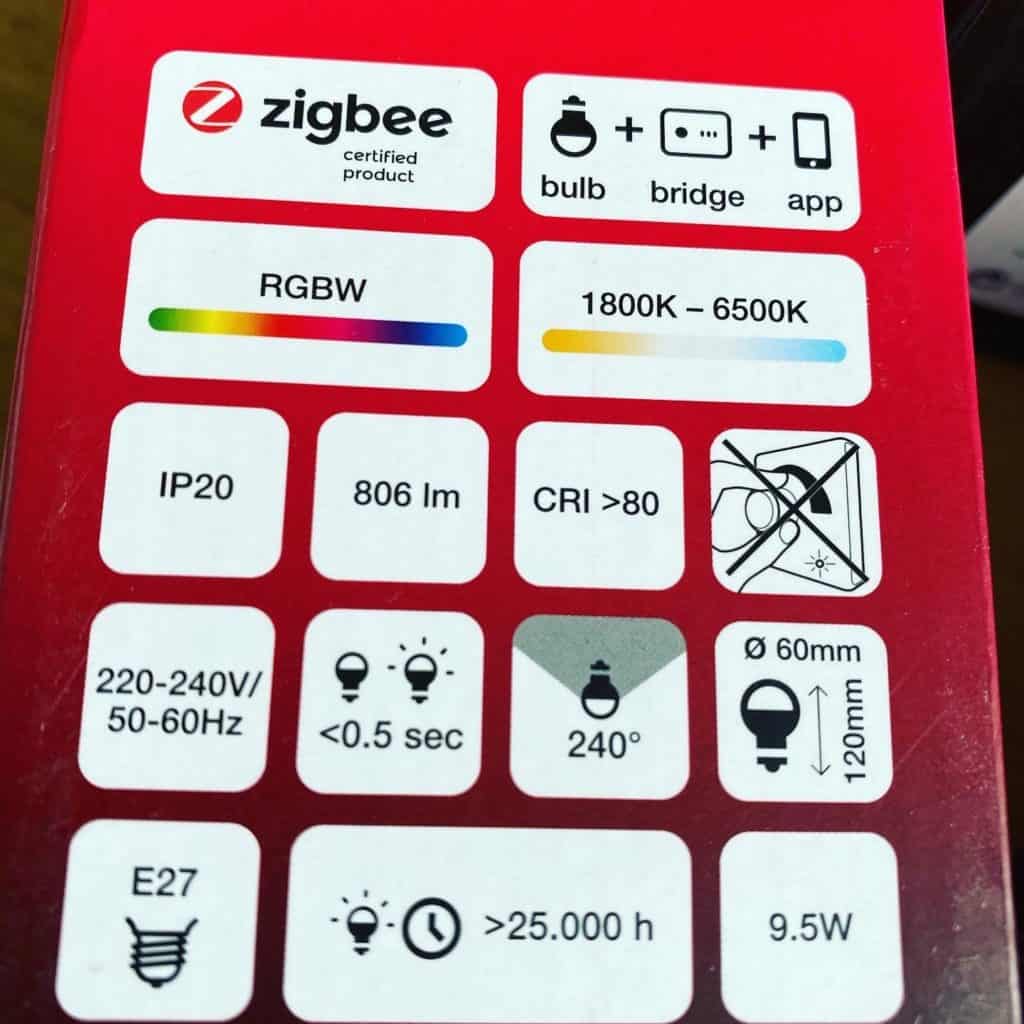 zigbee
certified
product
bulb + bridge + app
RGBW
1800K – 6500K
IP20
806 lm
CRI >80
220-240V/
50-60Hz
<0.5 sec
240°
Ø 60mm
120mm
E27
>25.000 h
9.5W